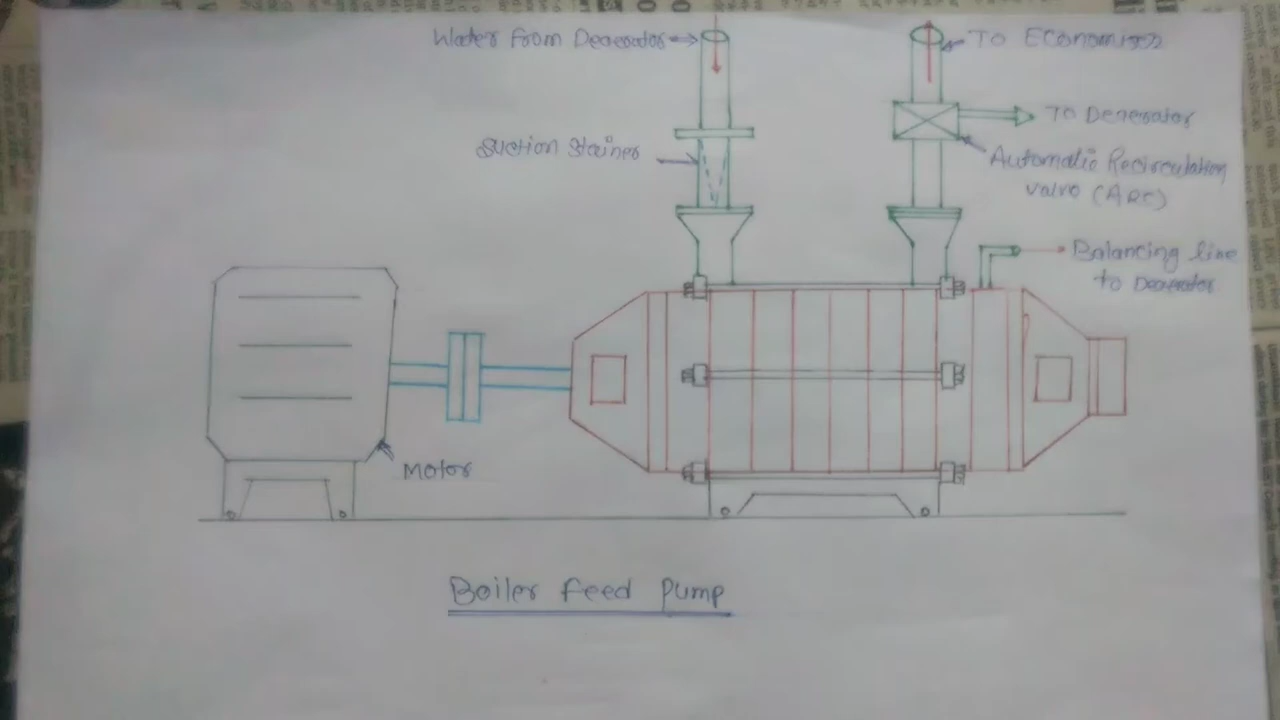 Water from Deaerator
To Economiser
To Deaerator
Suction Stainer
Automatic Recirculation
valve (ARC)
Balancing line
to Deaerator
Motor
Boiler feed Pump